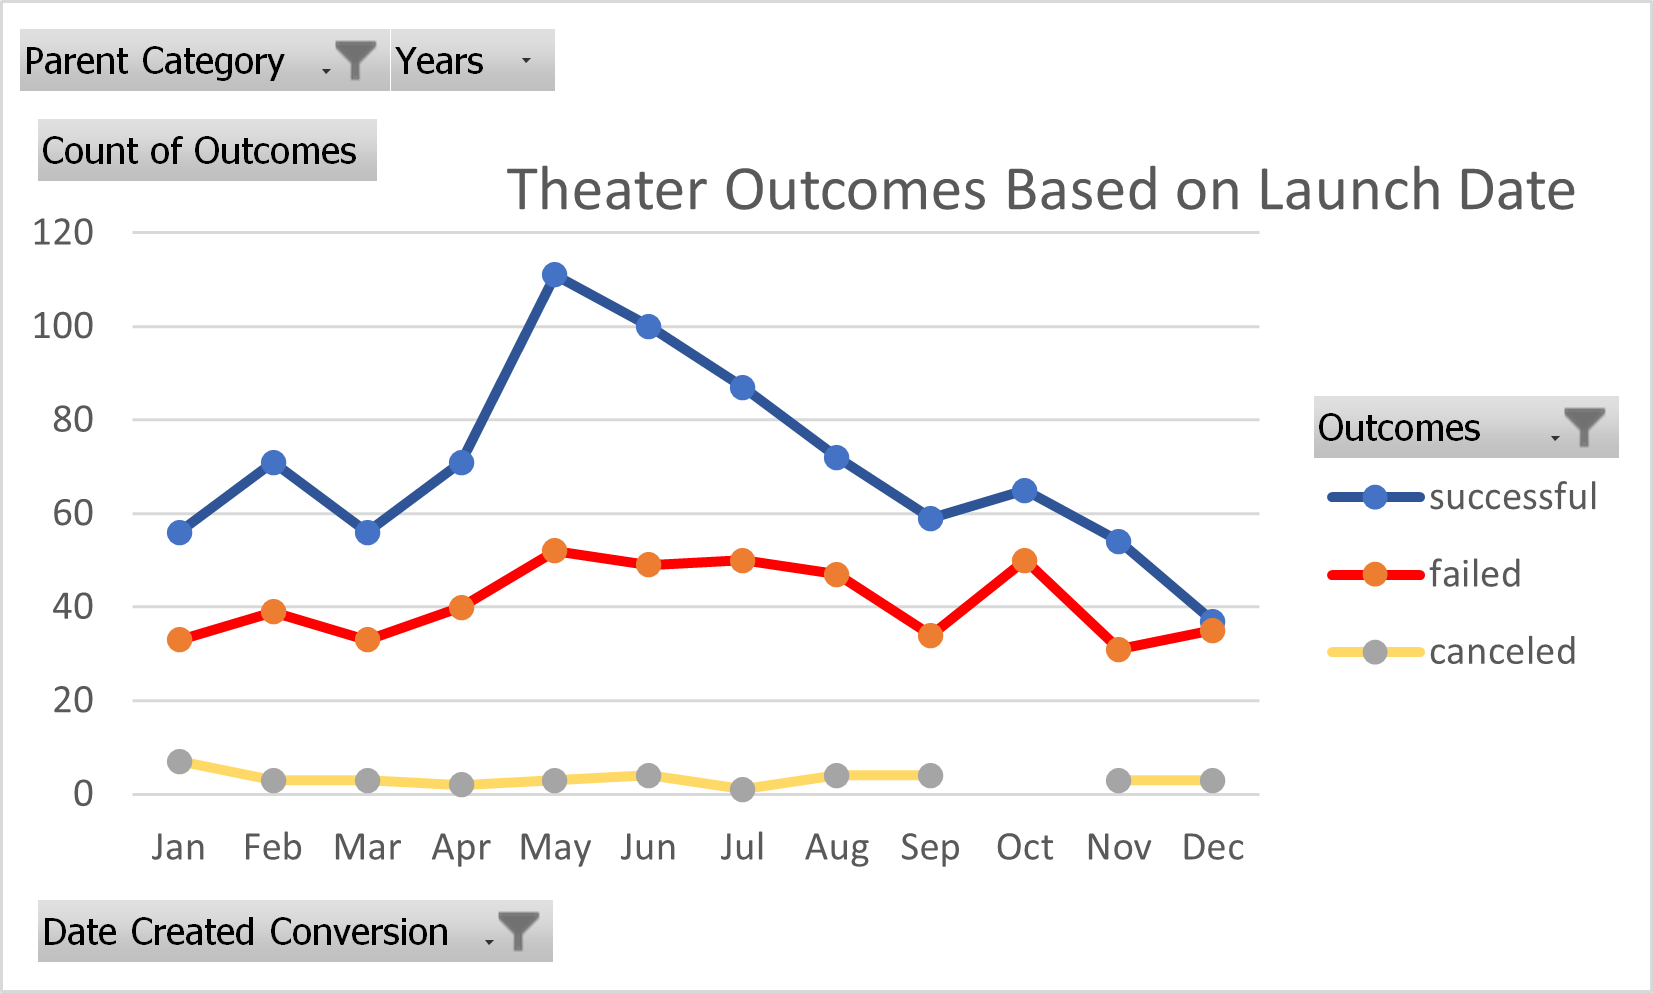 Parent Category Years
Count of Outcomes
Theater Outcomes Based on Launch Date
120
100
80
60
40
20
0
Jan Feb Mar Apr May Jun Jul Aug Sep Oct Nov Dec
Outcomes
successful
failed
canceled
Date Created Conversion